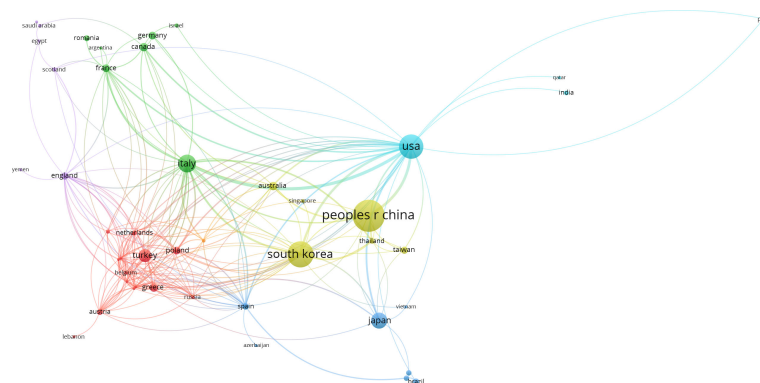 saudi arabia
israel
egypt
romania
germany
argentina
canada
scotland
france
qatar
india
usa
yemen
england
italy
australia
singapore
peoples r china
netherlands
thailand
turkey
poland
south korea
taiwan
belgium
greece
russia
austria
spain
vietnam
japan
lebanon
azerbaijan
brazil